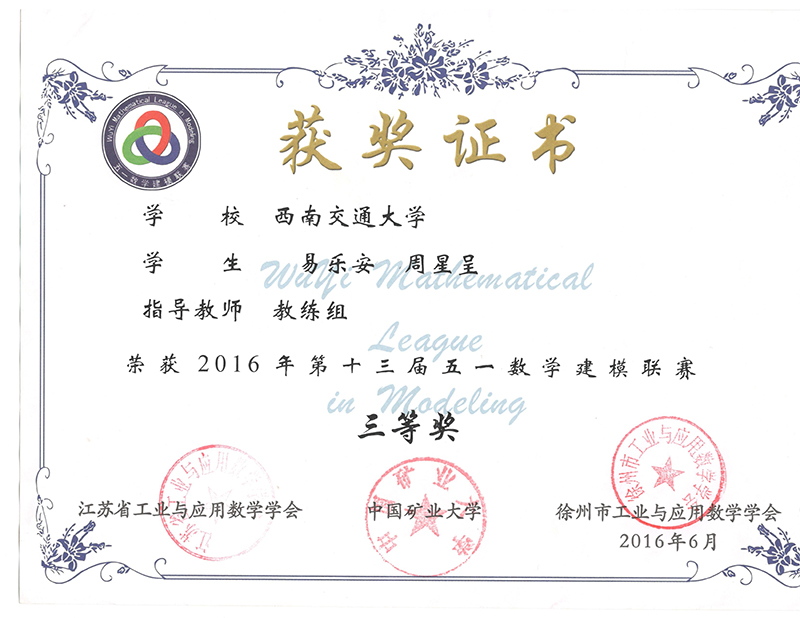 WuYi Mathematical League in Modeling
五一数学建模联赛
获奖证书
学 校 西南交通大学
学 生 易乐安 周星呈
WuYi Mathematical
指导教师 教练组
League
荣获2016年第十三届五一数学建模联赛
in Modeling
三等奖
江苏省工业与应用数学学会
中国矿业大学
徐州市工业与应用数学学会
江苏省工业与应用数学学会 中国矿业大学 徐州市工业与应用数学学会
2016年6月